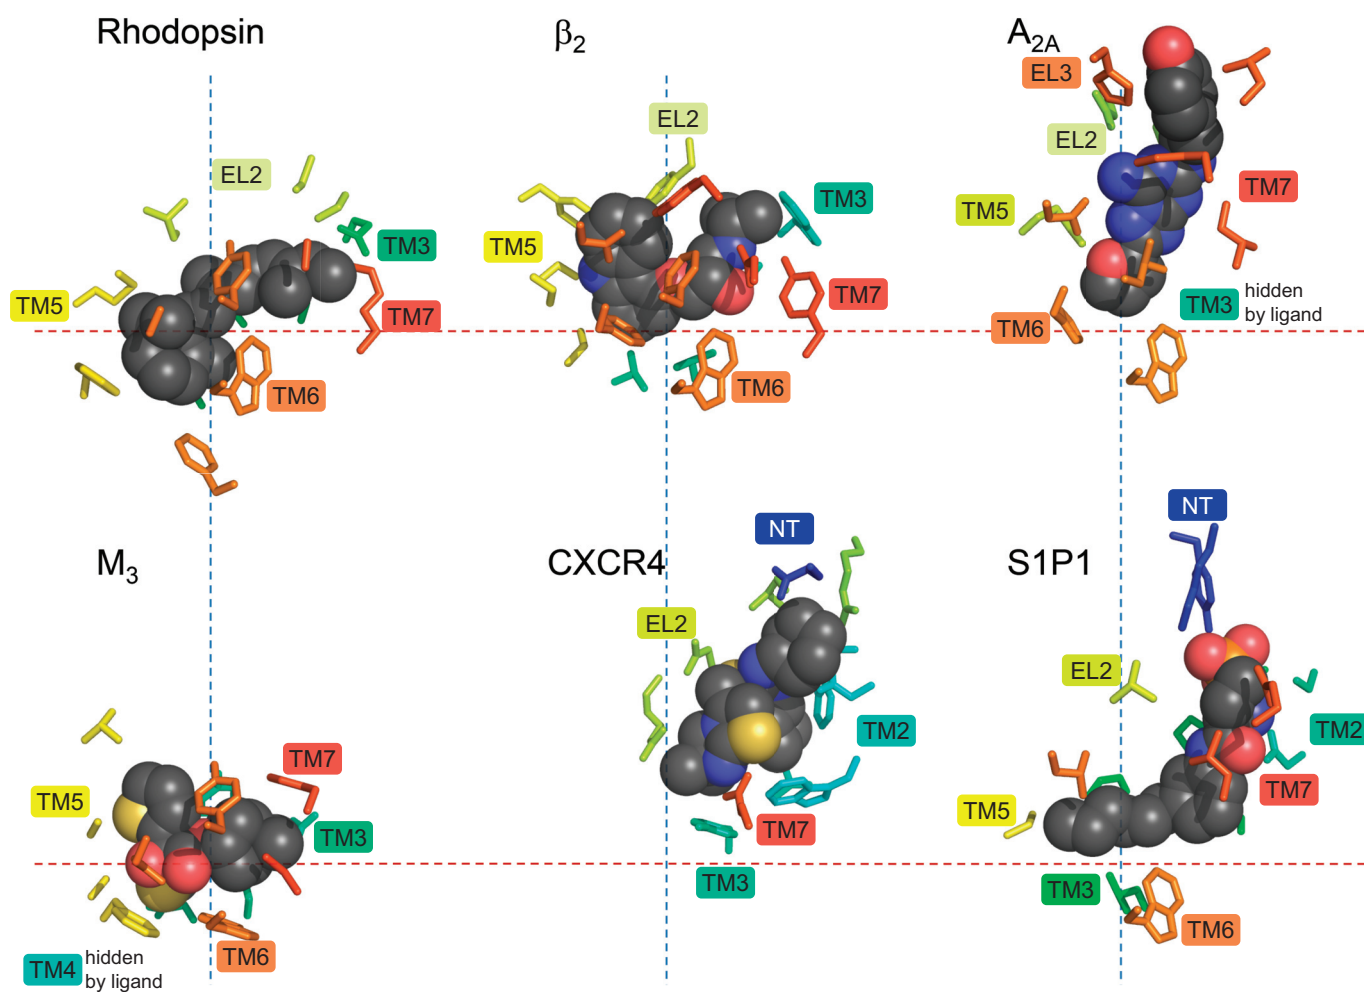 Rhodopsin
EL2
TM3
TM5
TM7
TM6
β2
EL2
TM3
TM5
TM7
TM6
A2A
EL3
EL2
TM5
TM7
TM3 hidden
by ligand
TM6
M3
TM7
TM5
TM3
TM6
TM4 hidden
by ligand
CXCR4
NT
EL2
TM2
TM7
TM3
S1P1
NT
EL2
TM2
TM7
TM5
TM3
TM6